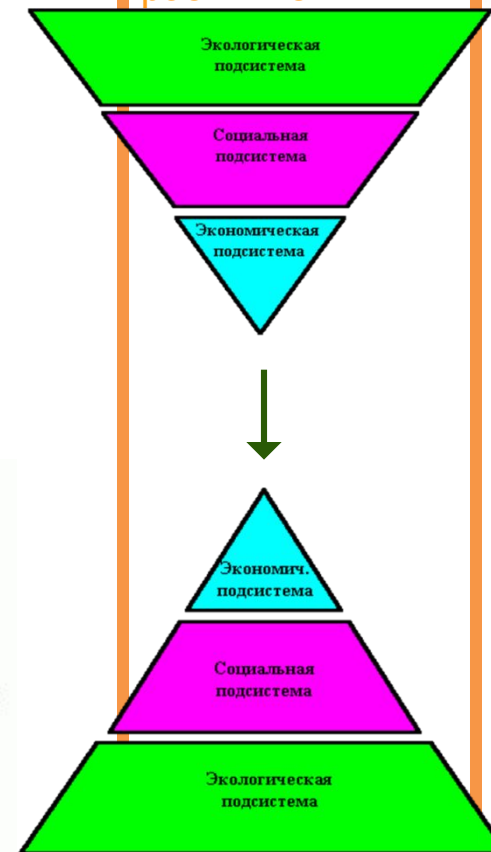 Экологическая
подсистема
Социальная
подсистема
Экономическая
подсистема
Экономич.
подсистема
Социальная
подсистема
Экологическая
подсистема